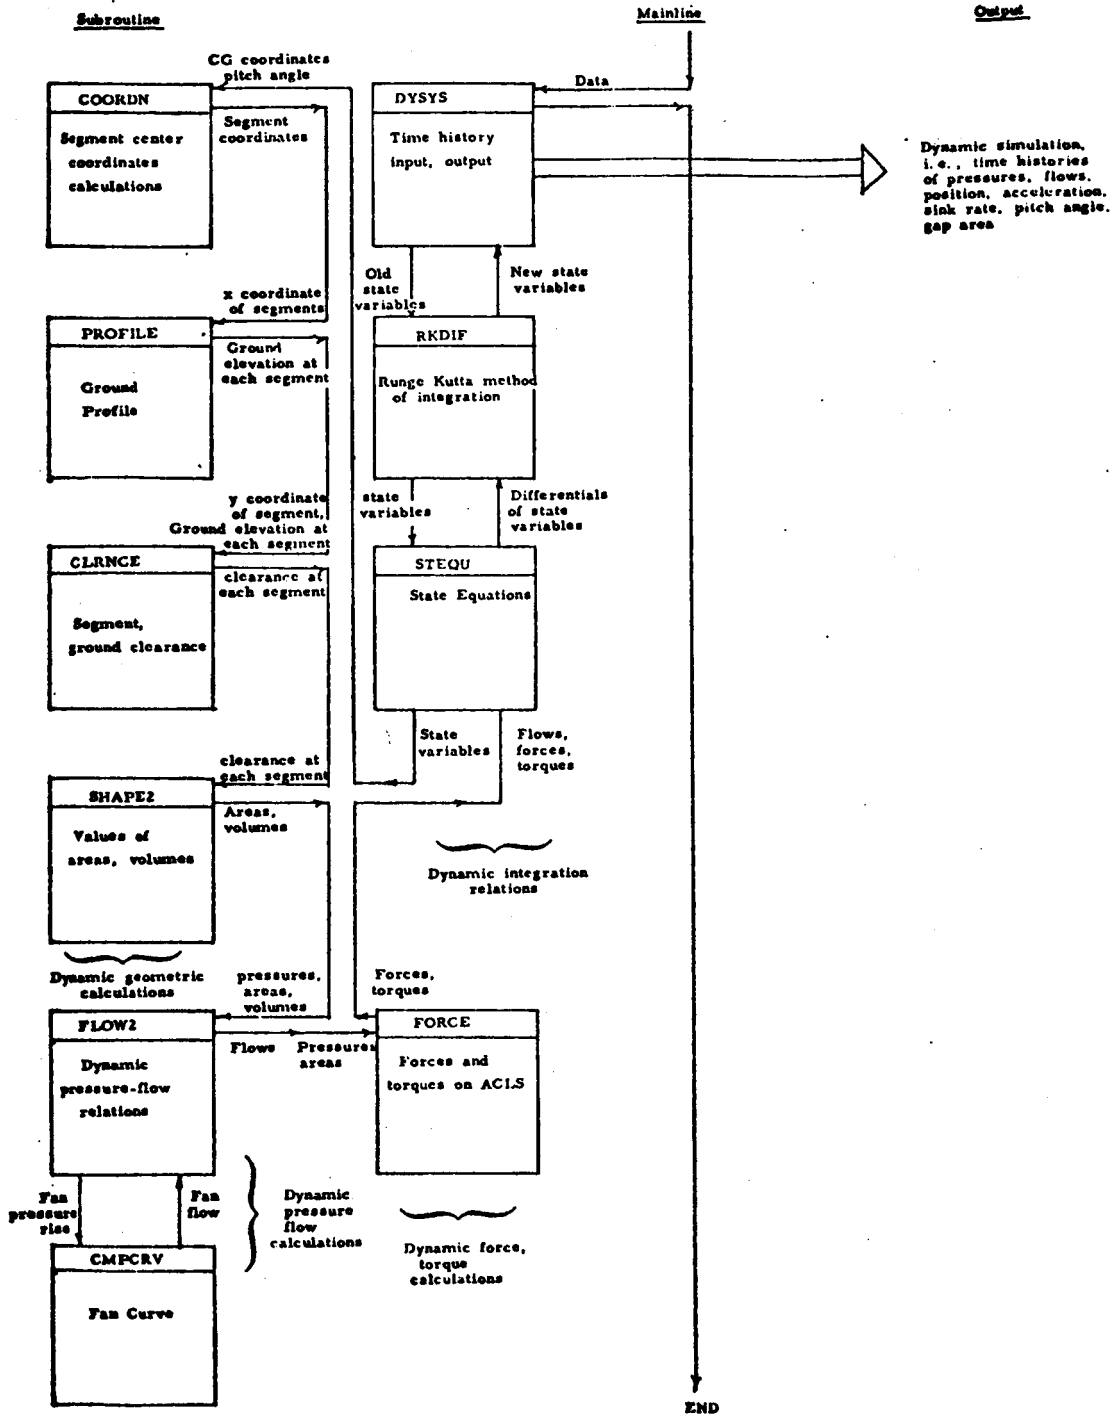 Subroutine
Mainline
Output
CG coordinates
pitch angle
COORDN
Segment center
coordinates
calculations
Segment
coordinates
Data
DYSYS
Time history
input, output
Dynamic simulation,
i.e., time histories
of pressures, flows,
position, acceleration,
sink rate, pitch angle,
gap area
Old
state
variables
New state
variables
x coordinate
of segments
PROFILE
Ground
Profile
Ground
elevation at
each segment
RKDIF
Runge Kutta method
of integration
y coordinate
of segment,
Ground elevation at
each segment
state
variables
Differentials
of state
variables
CLRNCE
Segment,
ground clearance
clearance at
each segment
STEQU
State Equations
State
variables
Flows,
forces,
torques
clearance at
each segment
SHAPE2
Values of
areas, volumes
Areas,
volumes
Dynamic integration
relations
Dynamic geometric
calculations
pressures,
areas,
volumes
Forces,
torques
FLOW2
Dynamic
pressure-flow
relations
Flows
Pressures
areas
FORCE
Forces and
torques on ACLS
Fan
pressure
rise
Fan
flow
Dynamic
pressure
flow
calculations
Dynamic force,
torque
calculations
CMPCRV
Fan Curve
END